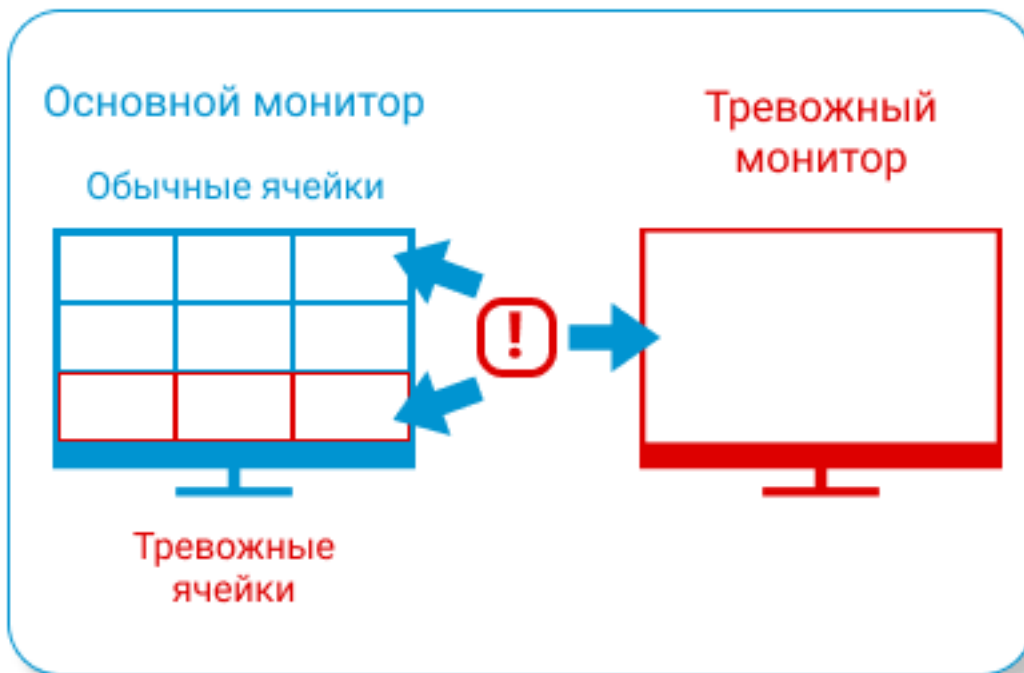 Основной монитор
Обычные ячейки
Тревожный
монитор
!
Тревожные
ячейки